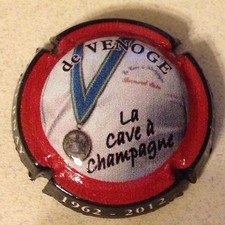 de VENOGE
La
cave à
Champagne
1962 - 2012